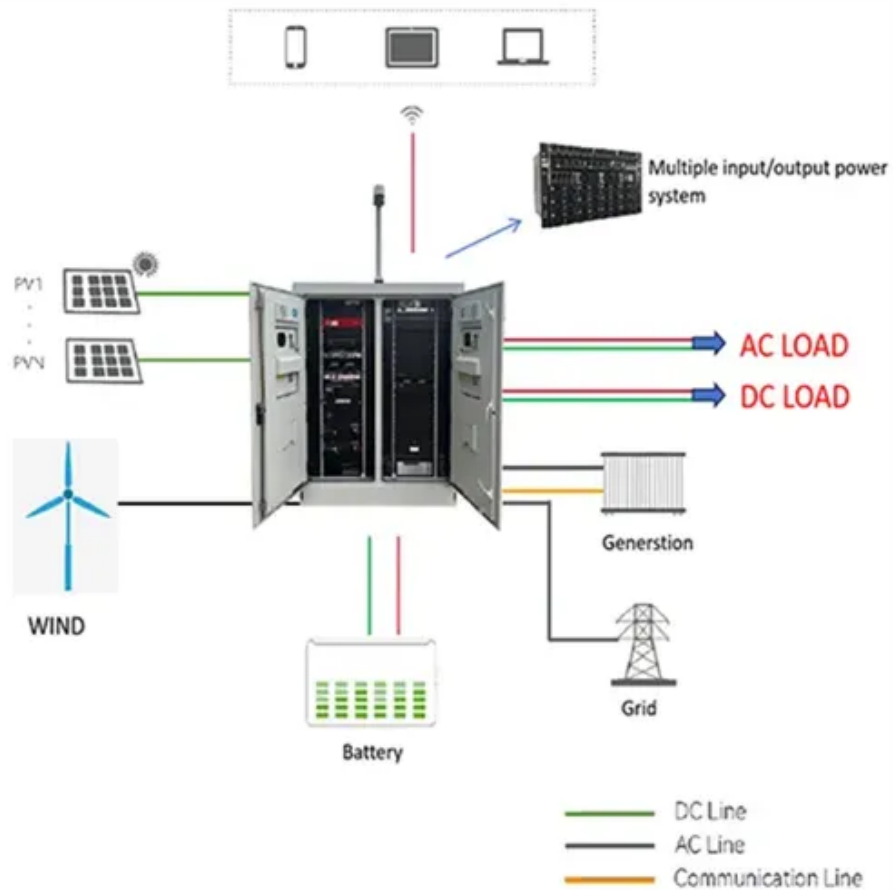 Multiple input/output power
system
PV1
PVN
AC LOAD
DC LOAD
WIND
Generstion
Grid
Battery
DC Line
AC Line
Communication Line